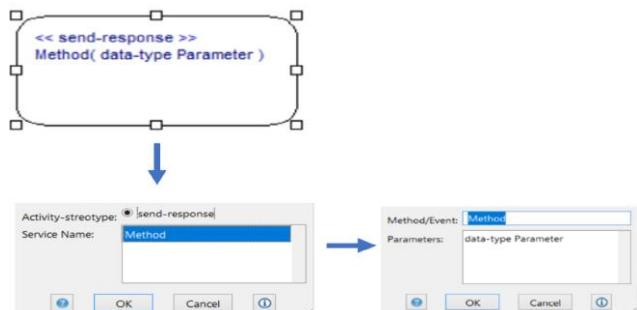 << send-response >>
Method( data-type Parameter )
Activity-streotype: send-response
Service Name: Method
OK Cancel
Method/Event: Method
Parameters: data-type Parameter
OK Cancel